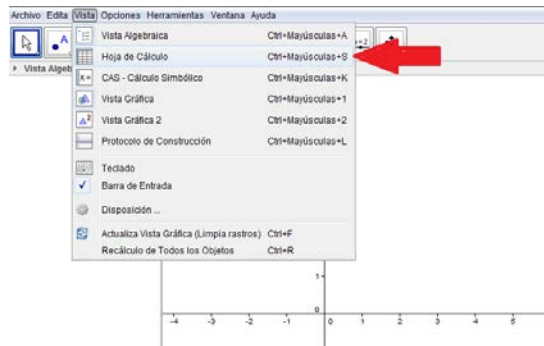 Archivo Edita Vista Opciones Herramientas Ventana Ayuda
A
Vista Algebraica Ctrl+Mayúsculas+A
Hoja de Cálculo Ctrl+Mayúsculas+S
CAS - Cálculo Simbólico Ctrl+Mayúsculas+K
Vista Gráfica Ctrl+Mayúsculas+1
Vista Gráfica 2 Ctrl+Mayúsculas+2
Protocolo de Construcción Ctrl+Mayúsculas+L
Teclado
Barra de Entrada
Disposición ...
Actualiza Vista Gráfica (Limpia rastros) Ctrl+F
Recálculo de Todos los Objetos Ctrl+R
Vista Algeb
1
0
-4 -3 -2 -1 0 1 2 3 4 5